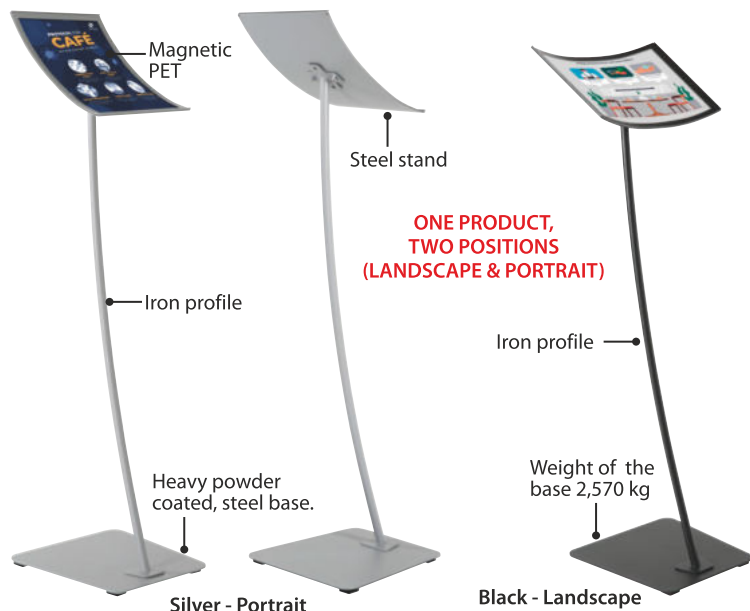 CAFÉ
Magnetic
PET
Steel stand
ONE PRODUCT,
TWO POSITIONS
(LANDSCAPE & PORTRAIT)
Iron profile
Iron profile
Heavy powder
coated, steel base.
Weight of the
base 2,570 kg
Silver - Portrait
Black - Landscape